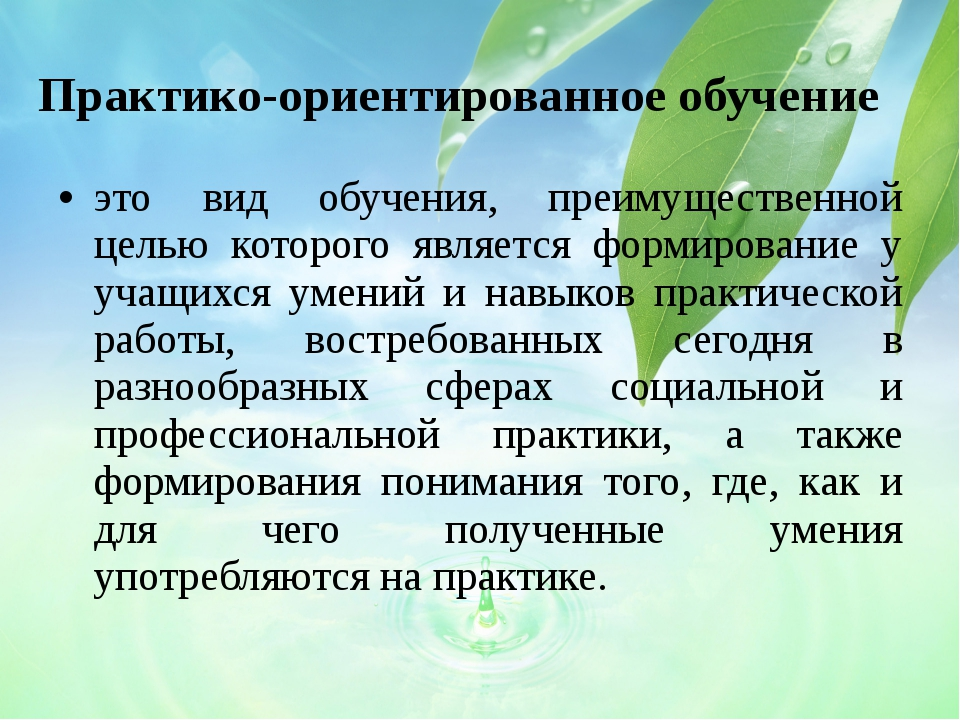 Практико-ориентированное обучение
• это вид обучения, преимущественной
целью которого является формирование у
учащихся умений и навыков практической
работы, востребованных сегодня в
разнообразных сферах социальной и
профессиональной практики, а также
формирования понимания того, где, как и
для чего полученные умения
употребляются на практике.